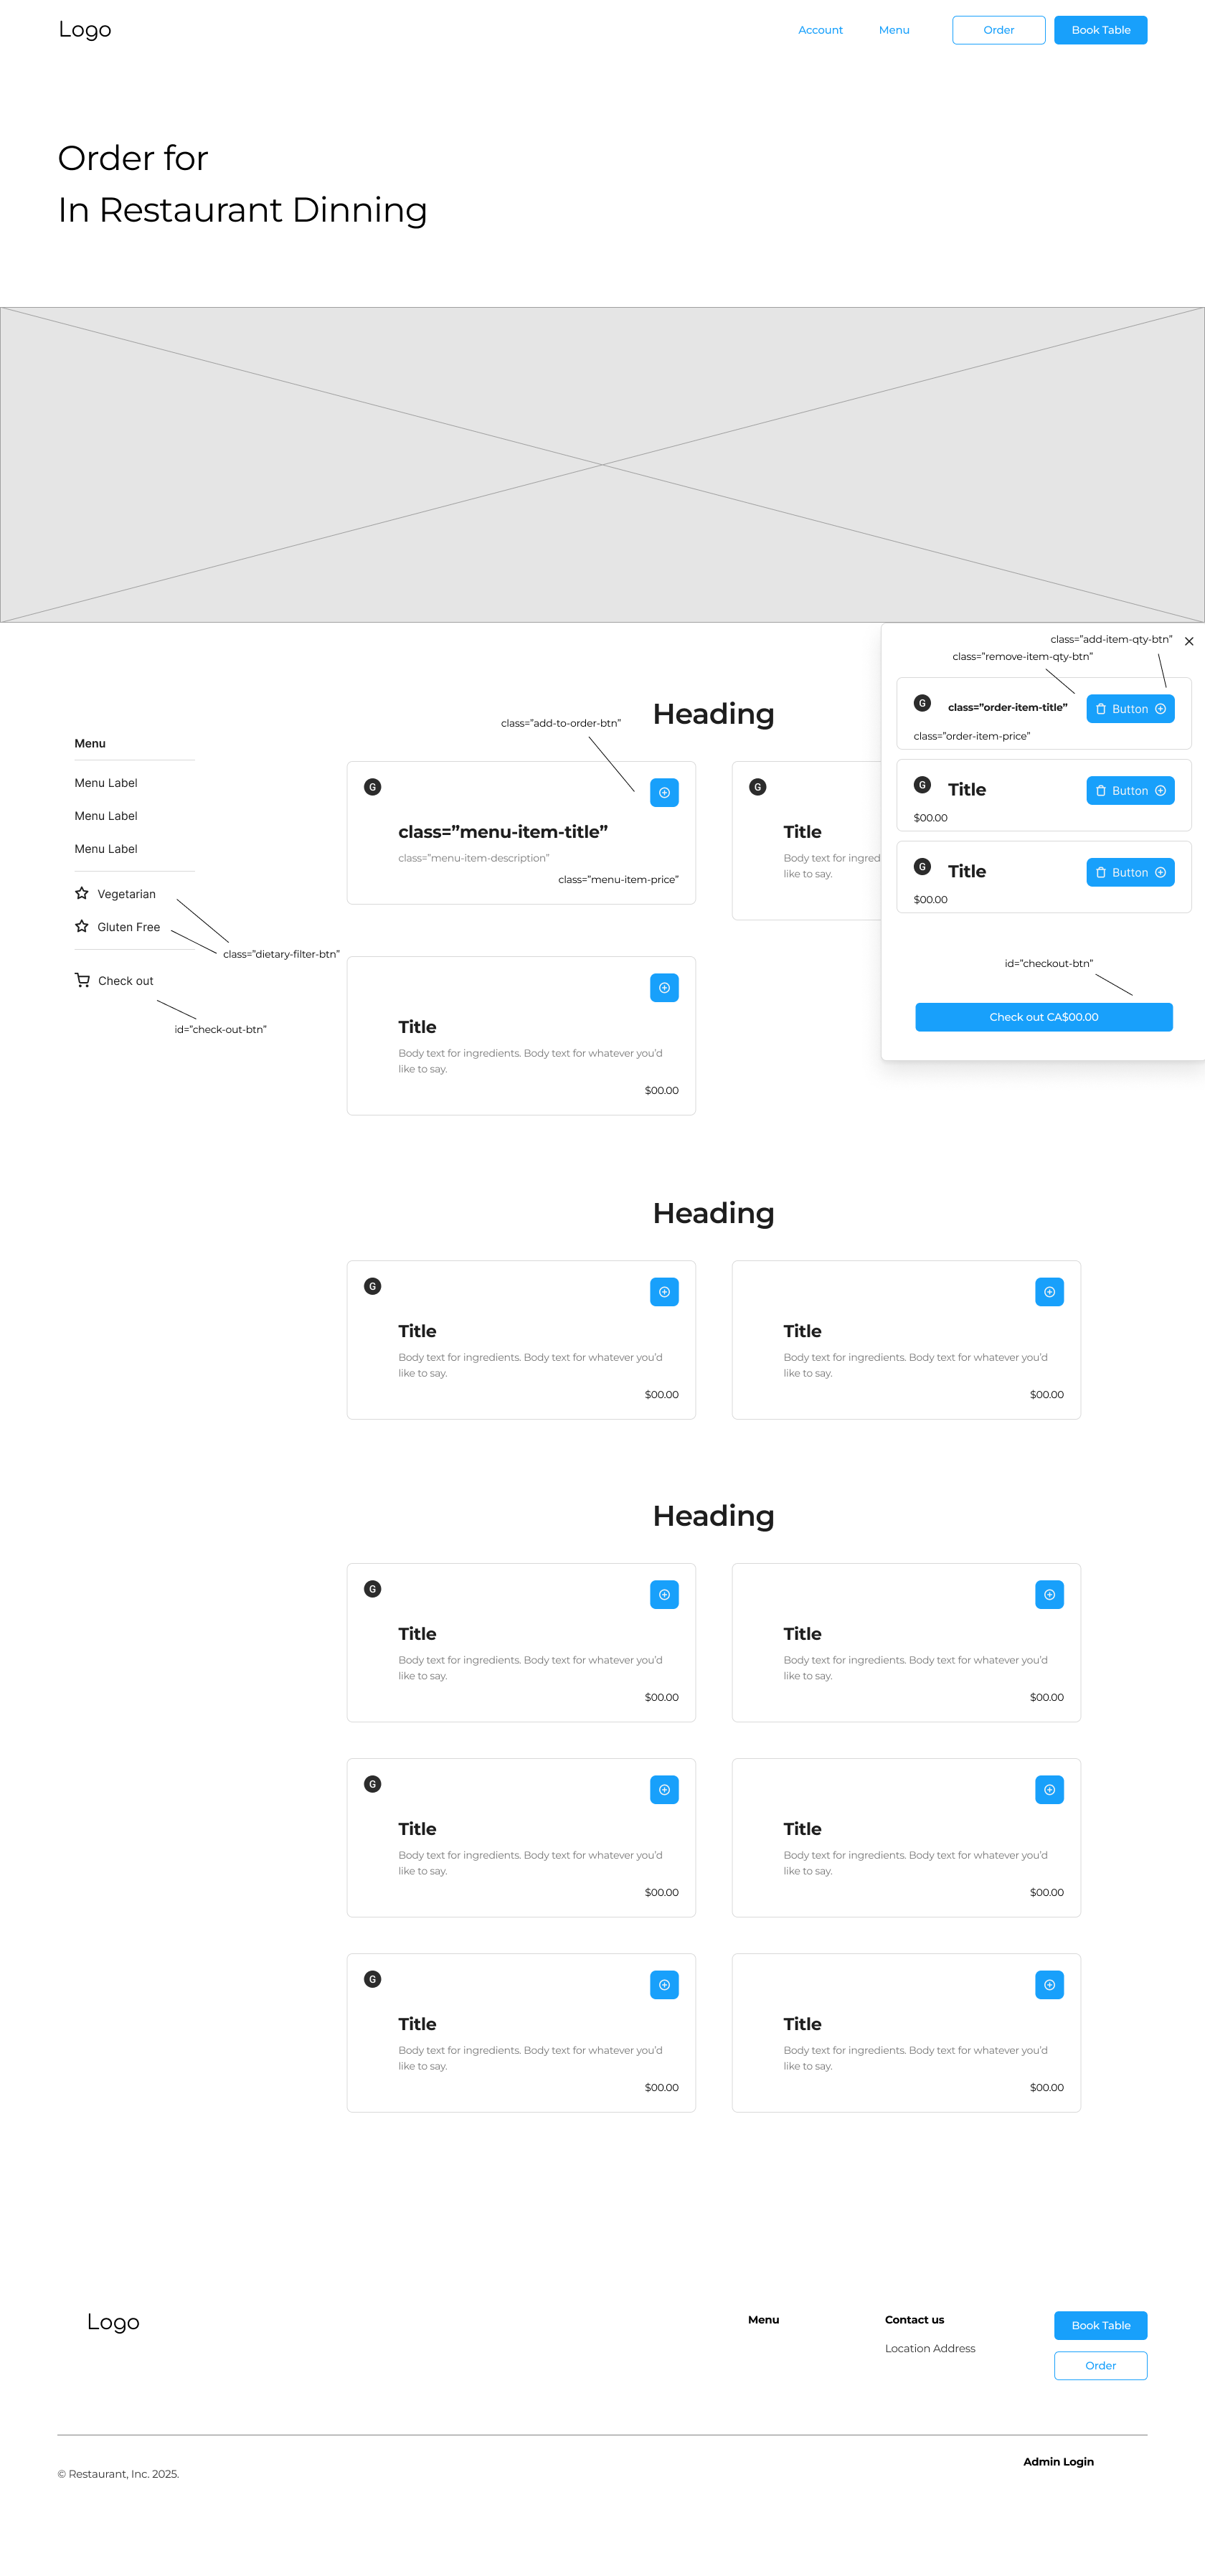 Logo
Account
Menu
Order
Book Table
Order for
In Restaurant Dinning
class="add-item-qty-btn"
class="remove-item-qty-btn"
G
class="order-item-title"
Button
class="order-item-price"
G
Title
Button
$00.00
G
Title
Button
$00.00
id="checkout-btn"
Check out CA$00.00
Menu
Menu Label
Menu Label
Menu Label
Vegetarian
Gluten Free
class="dietary-filter-btn"
Check out
id="check-out-btn"
Heading
class="add-to-order-btn"
G
class="menu-item-title"
class="menu-item-description"
class="menu-item-price"
G
Title
Body text for ingred
like to say.
Title
Body text for ingredients. Body text for whatever you'd
like to say.
$00.00
Heading
G
Title
Body text for ingredients. Body text for whatever you'd
like to say.
$00.00
Title
Body text for ingredients. Body text for whatever you'd
like to say.
$00.00
Heading
G
Title
Body text for ingredients. Body text for whatever you'd
like to say.
$00.00
Title
Body text for ingredients. Body text for whatever you'd
like to say.
$00.00
G
Title
Body text for ingredients. Body text for whatever you'd
like to say.
$00.00
Title
Body text for ingredients. Body text for whatever you'd
like to say.
$00.00
G
Title
Body text for ingredients. Body text for whatever you'd
like to say.
$00.00
Title
Body text for ingredients. Body text for whatever you'd
like to say.
$00.00
Logo
Menu
Contact us
Location Address
Book Table
Order
© Restaurant, Inc. 2025.
Admin Login